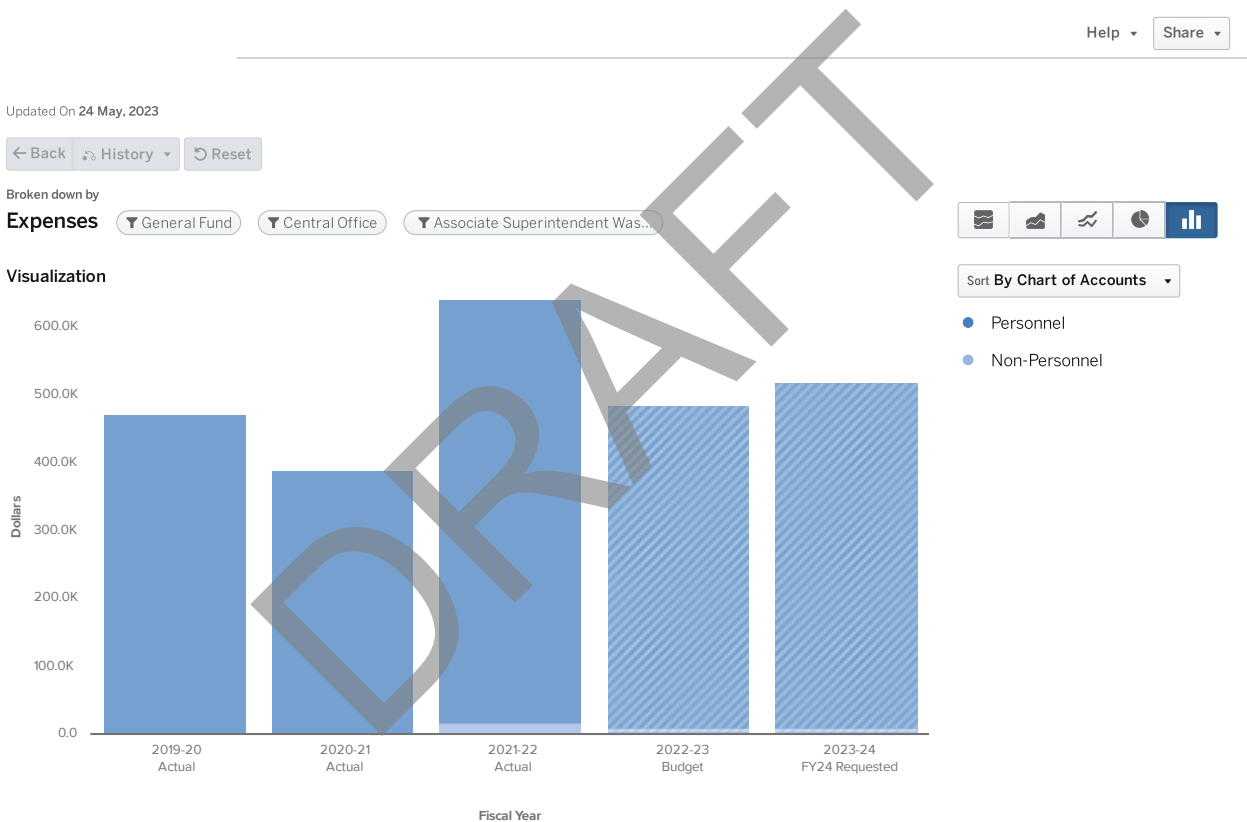 Help
Share
Updated On 24 May, 2023
Back
History
Reset
Broken down by
Expenses
General Fund
Central Office
Associate Superintendent Was...
Visualization
Sort By Chart of Accounts
Personnel
Non-Personnel
600.0K
500.0K
400.0K
300.0K
200.0K
100.0K
0.0
Dollars
2019-20
Actual
2020-21
Actual
2021-22
Actual
2022-23
Budget
2023-24
FY24 Requested
Fiscal Year
DRAFT